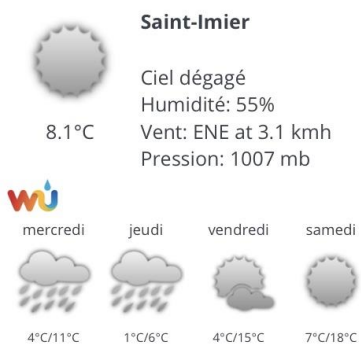 Saint-Imier
Ciel dégagé
Humidité: 55%
8.1°C
Vent: ENE at 3.1 kmh
Pression: 1007 mb
wu
mercredi
jeudi
vendredi
samedi
4°C/11°C
1°C/6°C
4°C/15°C
7°C/18°C